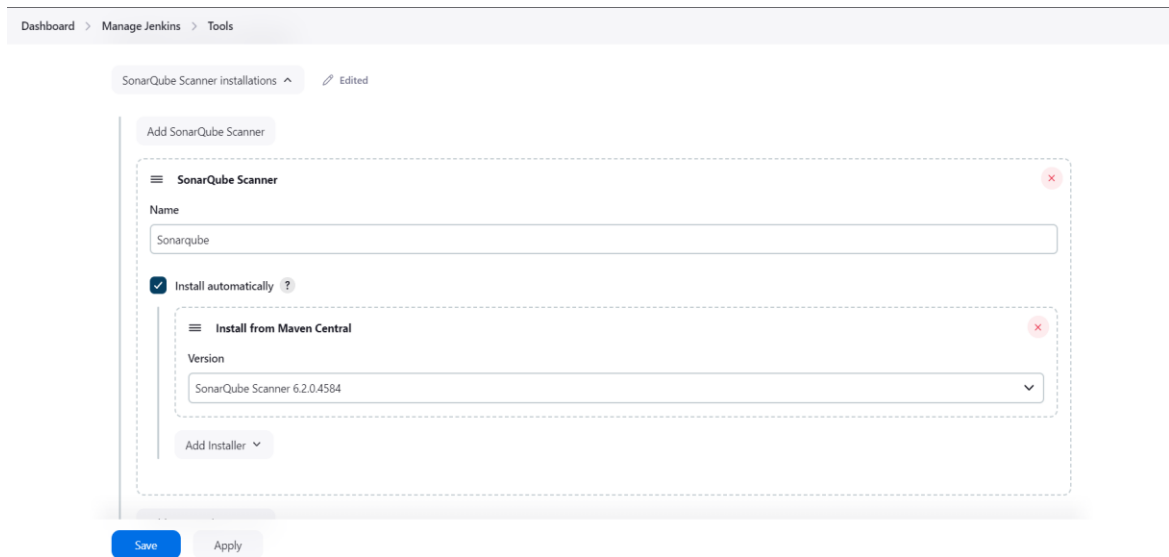 Dashboard > Manage Jenkins > Tools
SonarQube Scanner installations Edited
Add SonarQube Scanner
SonarQube Scanner
Name
Sonarqube
Install automatically ?
Install from Maven Central
Version
SonarQube Scanner 6.2.0.4584
Add Installer
Save Apply